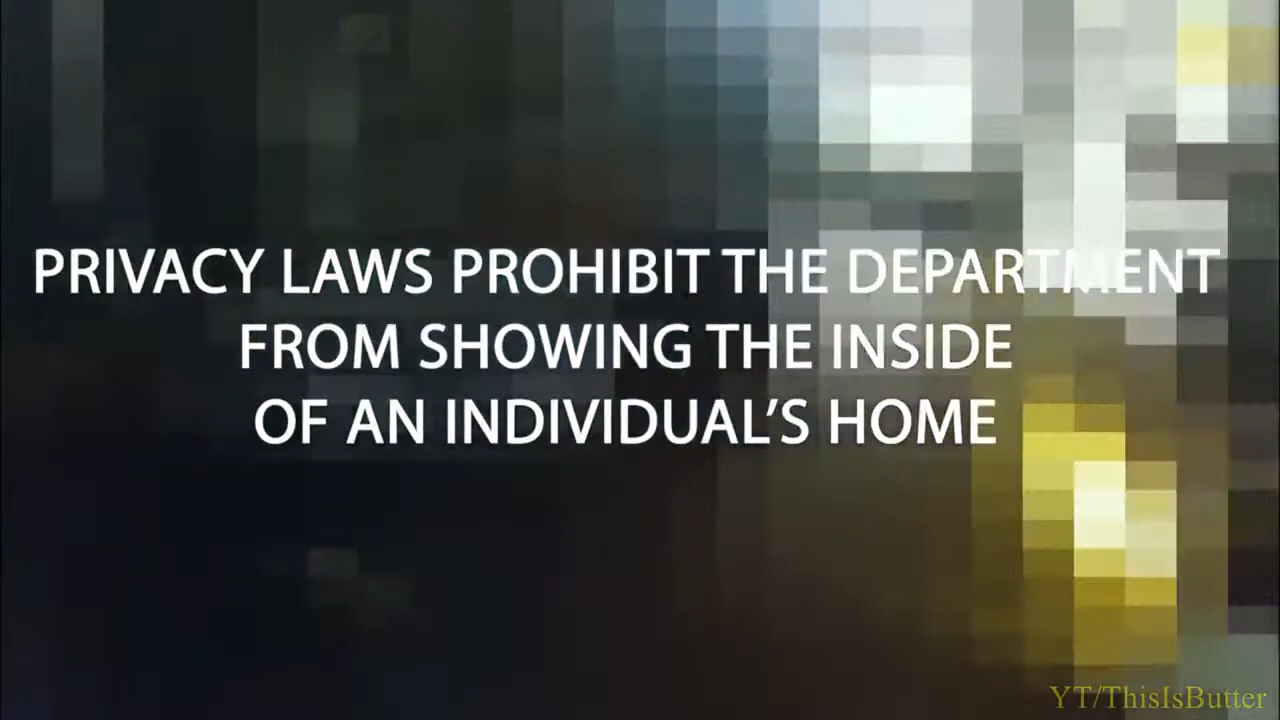 PRIVACY LAWS PROHIBIT THE DEPARTMENT
FROM SHOWING THE INSIDE
OF AN INDIVIDUAL’S HOME
YT/ThisIsButter